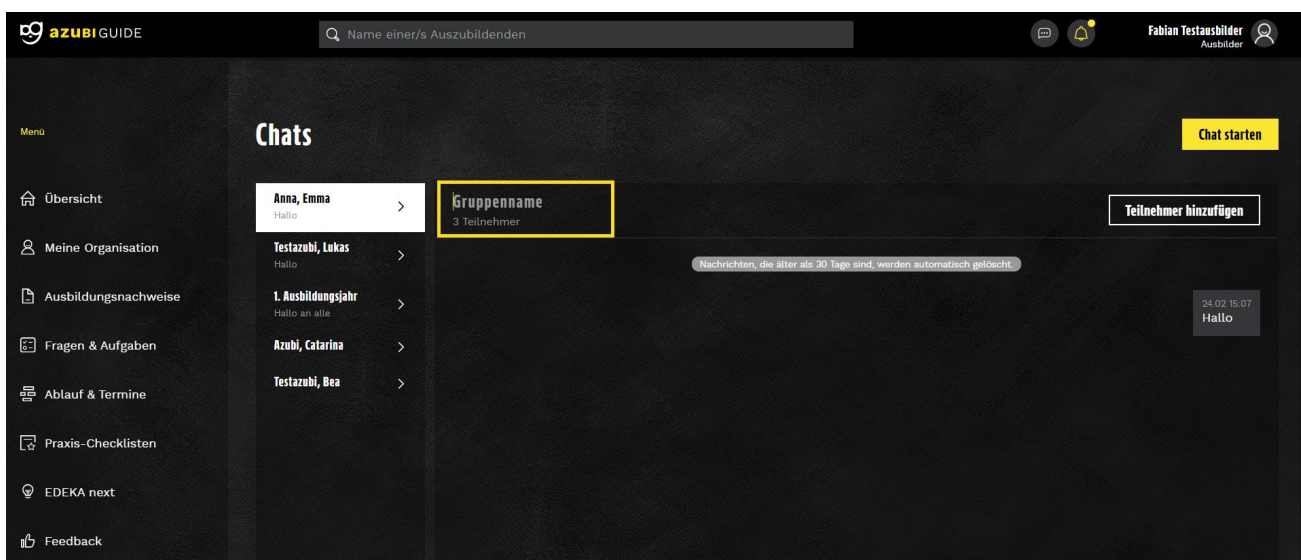 azubiGUIDE
Name einer/s Auszubildenden
Fabian Testausbilder
Ausbilder
Menü
Übersicht
Meine Organisation
Ausbildungsnachweise
Fragen & Aufgaben
Ablauf & Termine
Praxis-Checklisten
EDEKA next
Feedback
Chats
Chat starten
Anna, Emma
Hallo
Testazubi, Lukas
Hallo
1. Ausbildungsjahr
Hallo an alle
Azubi, Catarina
Testazubi, Bea
Gruppenname
3 Teilnehmer
Teilnehmer hinzufügen
Nachrichten, die älter als 30 Tage sind, werden automatisch gelöscht.
24.02 15:07
Hallo